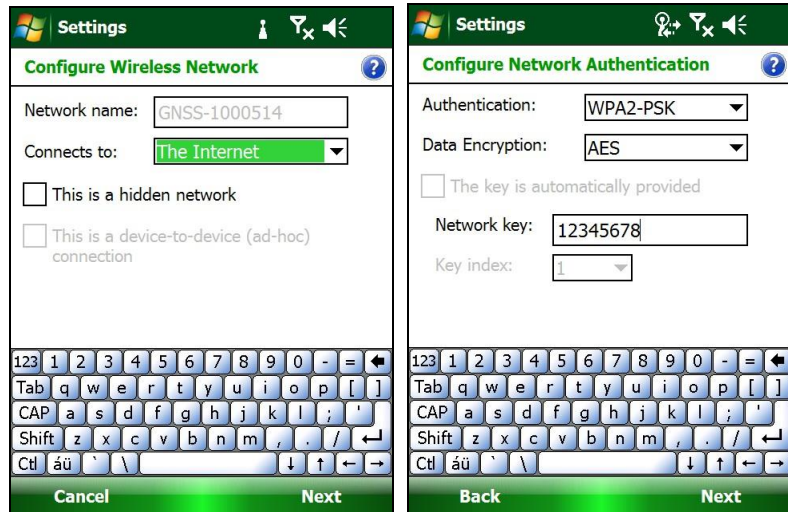 Settings
Configure Wireless Network
Network name: GNSS-1000514
Connects to: The Internet
This is a hidden network
This is a device-to-device (ad-hoc)
connection
123 1 2 3 4 5 6 7 8 9 0 - =
Tab q w e r t y u i o p [ ]
CAP a s d f g h j k l ; '
Shift z x c v b n m , . /
Ctl áü ` \
Cancel Next
Settings
Configure Network Authentication
Authentication: WPA2-PSK
Data Encryption: AES
The key is automatically provided
Network key: 12345678
Key index: 1
123 1 2 3 4 5 6 7 8 9 0 - =
Tab q w e r t y u i o p [ ]
CAP a s d f g h j k l ; '
Shift z x c v b n m , . /
Ctl áü ` \
Back Next